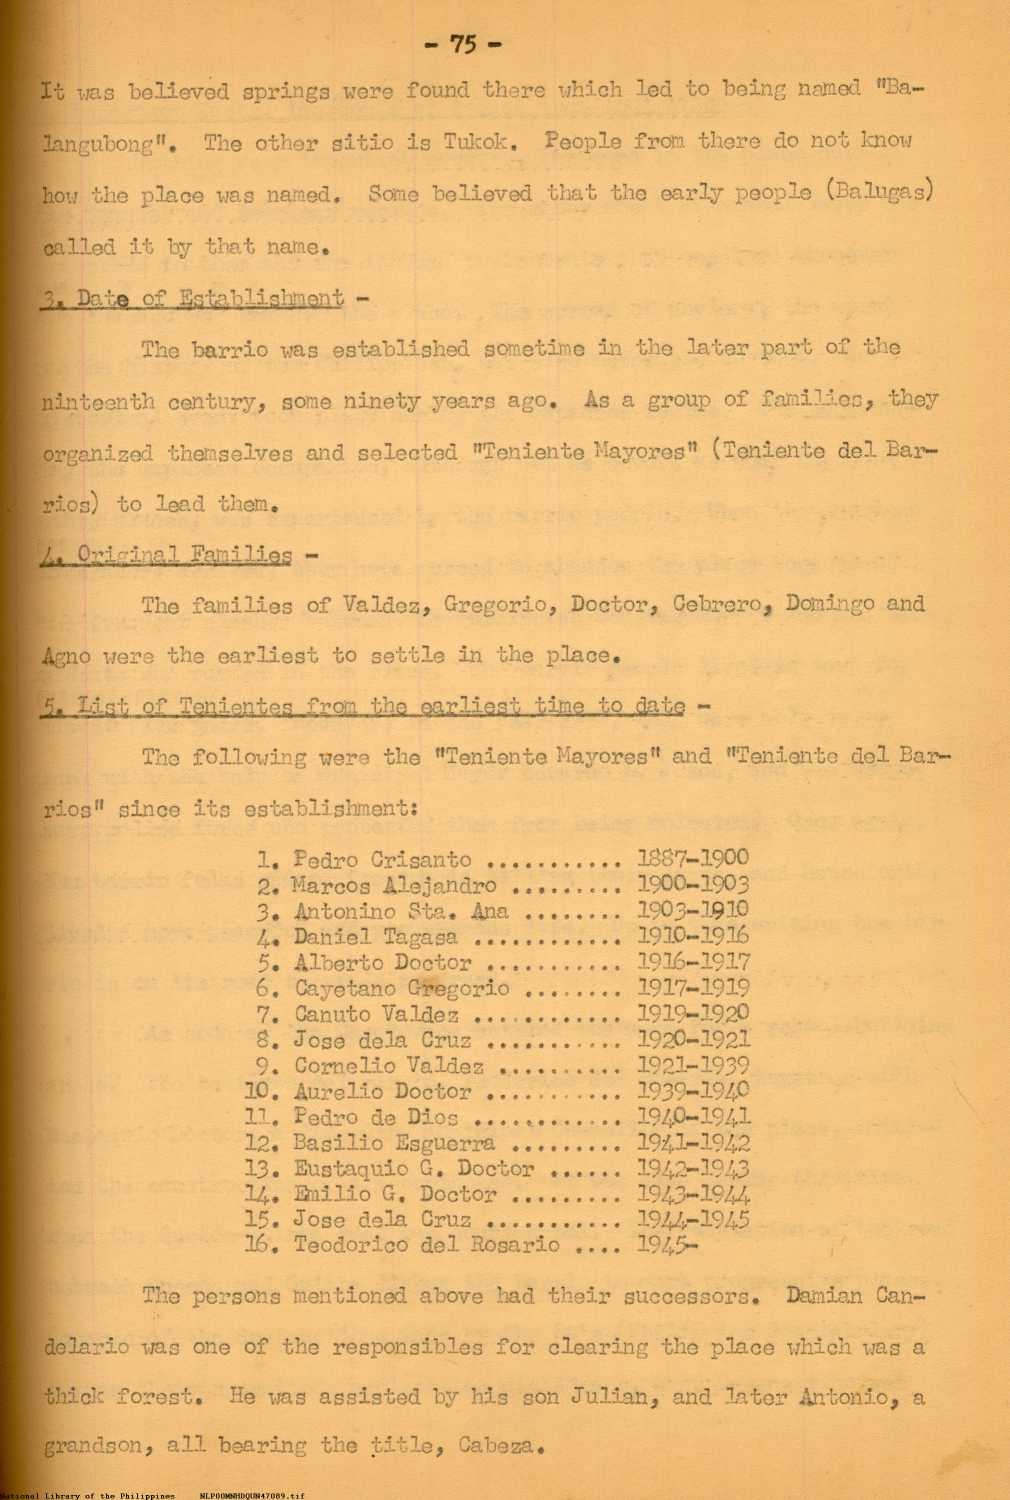 - 75 -
It was believed springs were found there which led to being named "Ba-
langubong". The other sitio is Tukok. People from there do not know
how the place was named. Some believed that the early people (Balugas)
called it by that name.
3. Date of Establishment -
The barrio was established sometime in the later part of the
ninteenth century, some ninety years ago. As a group of families, they
organized themselves and selected "Teniente Mayores" (Teniente del Bar-
rios) to lead them.
4. Original Families -
The families of Valdez, Gregorio, Doctor, Cebrero, Domingo and
Agno were the earliest to settle in the place.
5. List of Tenientes from the earliest time to date -
The following were the "Teniente Mayores" and "Teniente del Bar-
rios" since its establishment:
1. Pedro Crisanto ........... 1887-1900
2. Marcos Alejandro ......... 1900-1903
3. Antonino Sta. Ana ........ 1903-1910
4. Daniel Tagasa ............ 1910-1916
5. Alberto Doctor ........... 1916-1917
6. Cayetano Gregorio ........ 1917-1919
7. Canuto Valdez ............ 1919-1920
8. Jose dela Cruz ........... 1920-1921
9. Cornelio Valdez .......... 1921-1939
10. Aurelio Doctor ........... 1939-1940
11. Pedro de Dios ............ 1940-1941
12. Basilio Esguerra ......... 1941-1942
13. Eustaquio G. Doctor ...... 1942-1943
14. Emilio G. Doctor ......... 1943-1944
15. Jose dela Cruz ........... 1944-1945
16. Teodorico del Rosario .... 1945-
The persons mentioned above had their successors. Damian Can-
delario was one of the responsibles for clearing the place which was a
thick forest. He was assisted by his son Julian, and later Antonio, a
grandson, all bearing the title, Cabeza.
National Library of the Philippines NLPOOMNHDQUN47089.tif